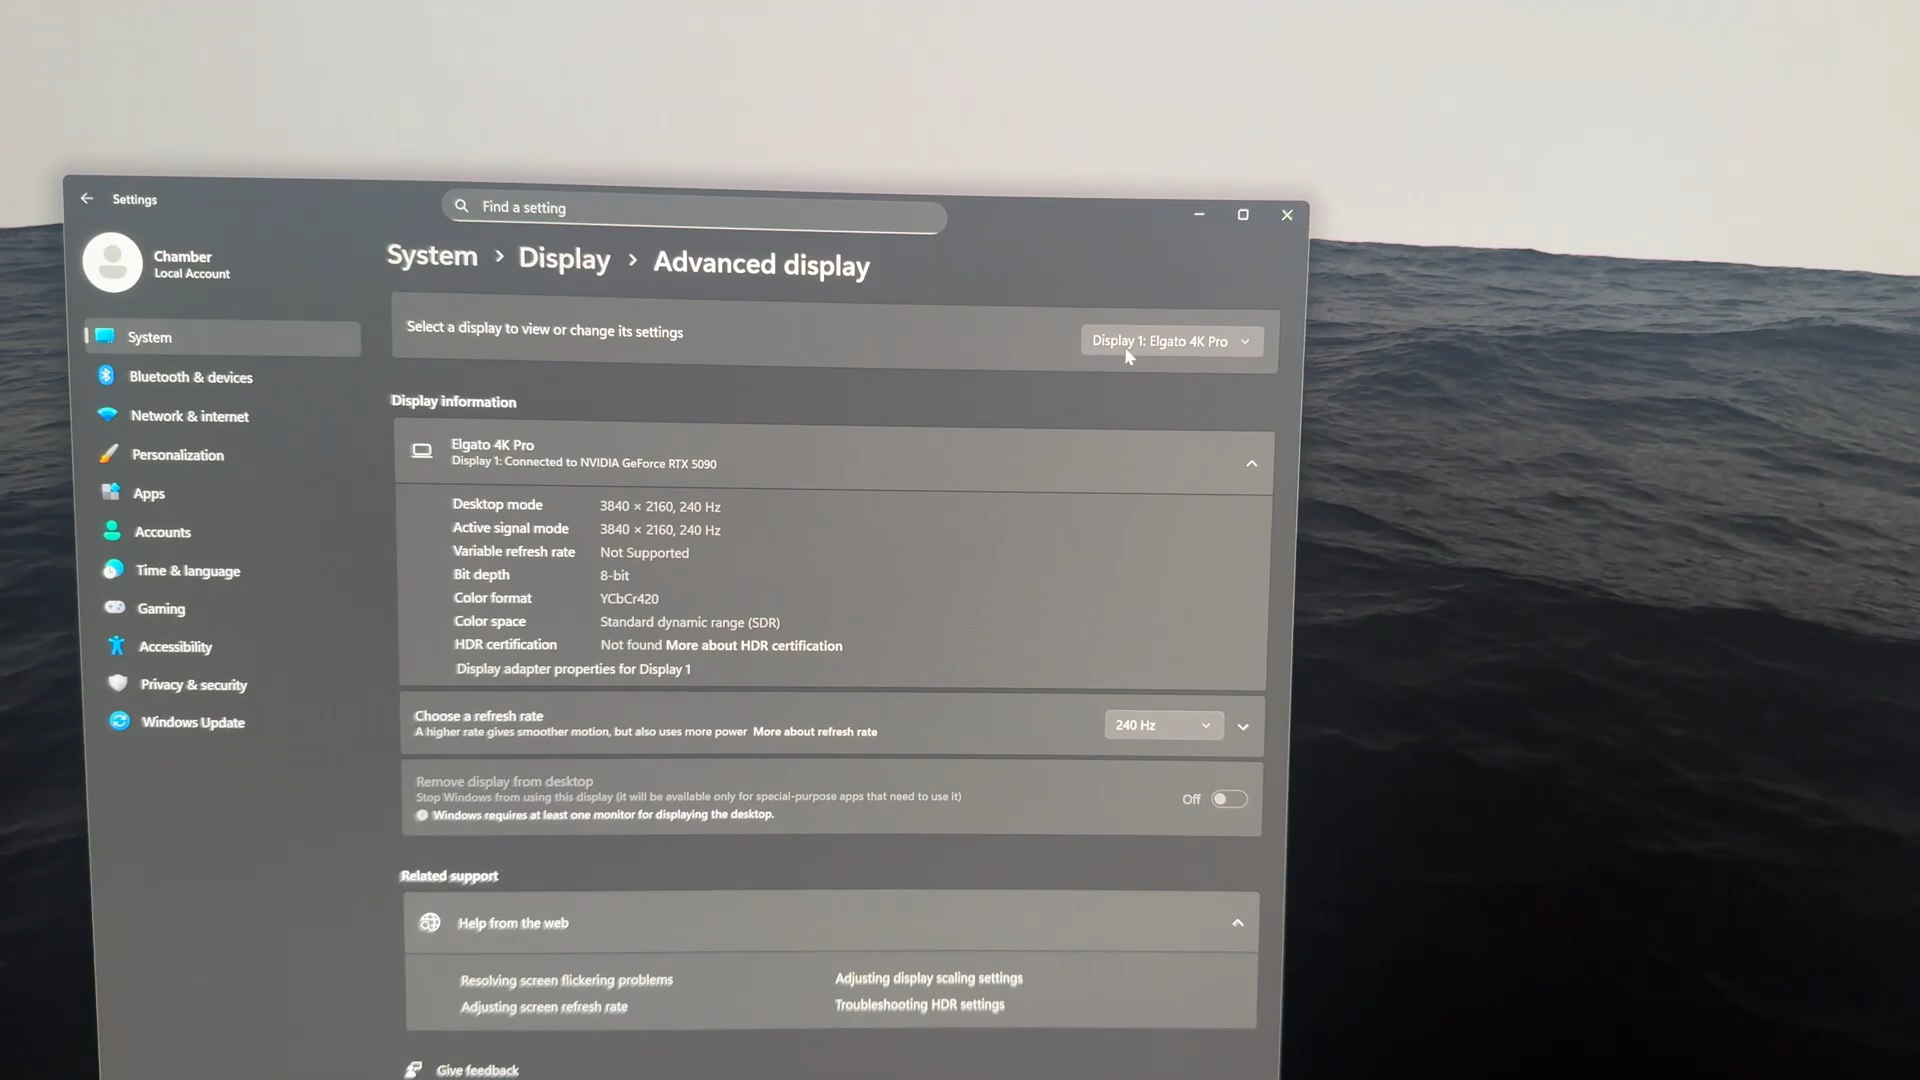 Settings
Find a setting
Chamber
Local Account
System
Bluetooth & devices
Network & internet
Personalization
Apps
Accounts
Time & language
Gaming
Accessibility
Privacy & security
Windows Update
System > Display > Advanced display
Select a display to view or change its settings
Display 1: Elgato 4K Pro
Display information
Elgato 4K Pro
Display 1: Connected to NVIDIA GeForce RTX 5090
Desktop mode 3840 × 2160, 240 Hz
Active signal mode 3840 × 2160, 240 Hz
Variable refresh rate Not Supported
Bit depth 8-bit
Color format YCbCr420
Color space Standard dynamic range (SDR)
HDR certification Not found More about HDR certification
Display adapter properties for Display 1
Choose a refresh rate
A higher rate gives smoother motion, but also uses more power More about refresh rate
240 Hz
Remove display from desktop
Stop Windows from using this display (it will be available only for special-purpose apps that need to use it)
Windows requires at least one monitor for displaying the desktop.
Off
Related support
Help from the web
Resolving screen flickering problems
Adjusting display scaling settings
Adjusting screen refresh rate
Troubleshooting HDR settings
Give feedback